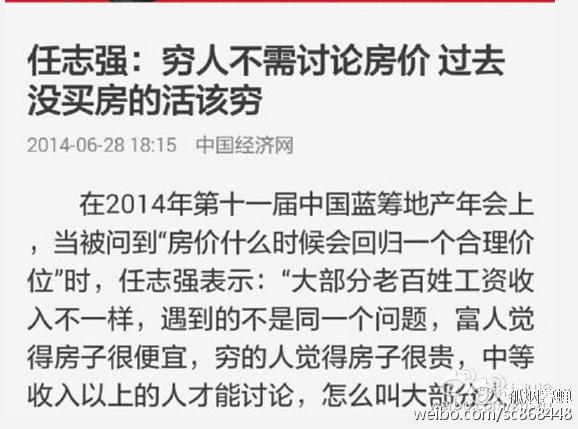 任志强：穷人不需讨论房价 过去
没买房的活该穷
2014-06-28 18:15 中国经济网
在2014年第十一届中国蓝筹地产年会上
，当被问到“房价什么时候会回归一个合理价
位”时，任志强表示：“大部分老百姓工资收
入不一样，遇到的不是同一个问题，富人觉
得房子很便宜，穷的人觉得房子很贵，中等
收入以上的人才能讨论，怎么叫大部分人
weibo.com/sc868448